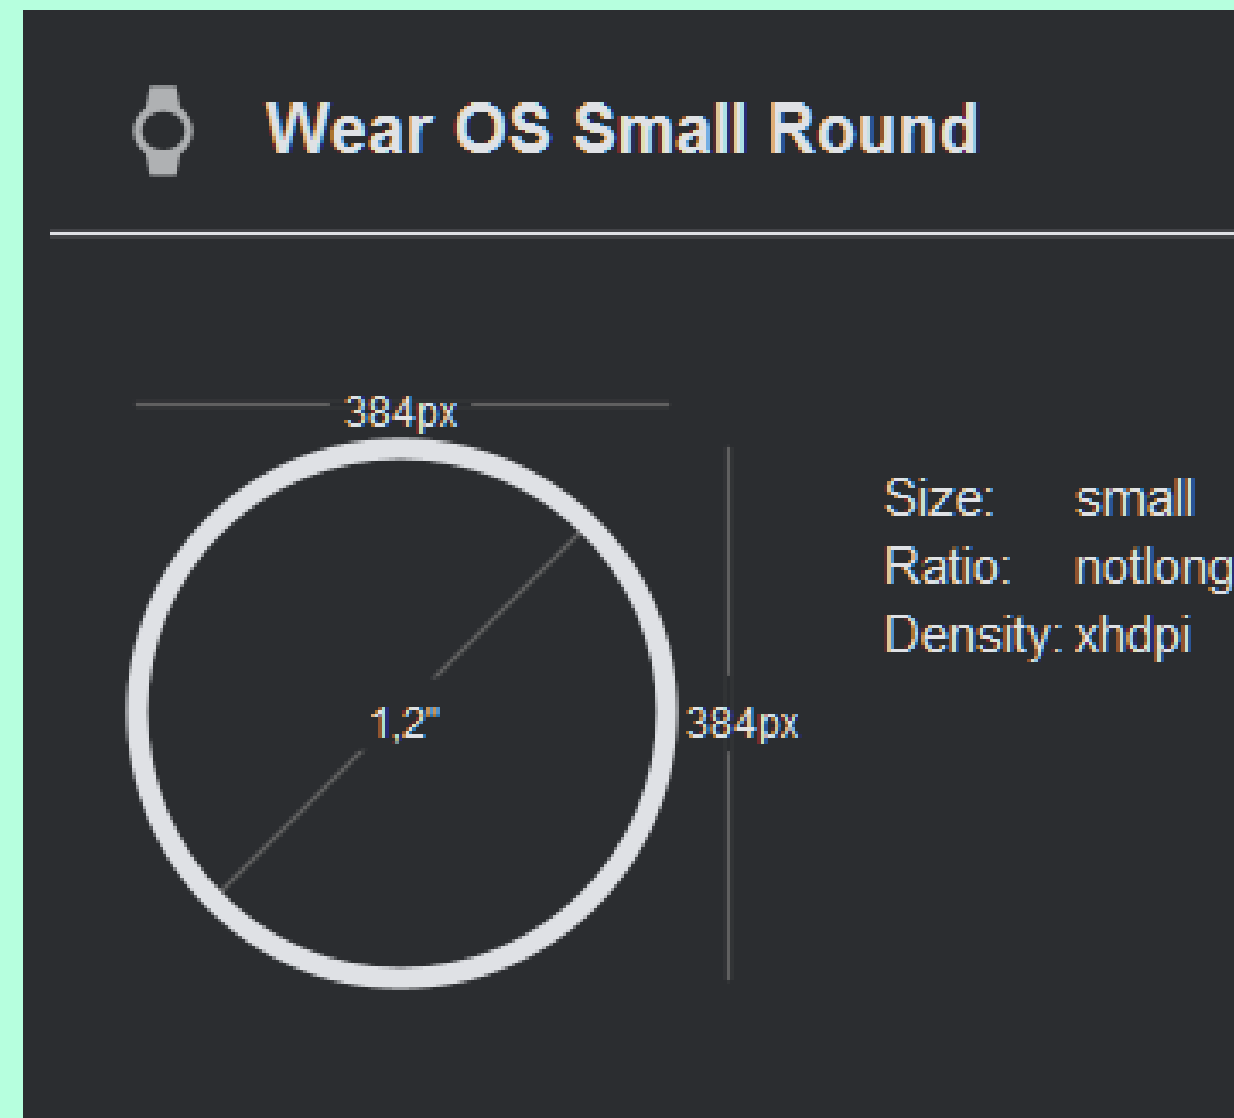 Wear OS Small Round
384px
Size: small
Ratio: notlong
Density: xhdpi
1,2"
384px